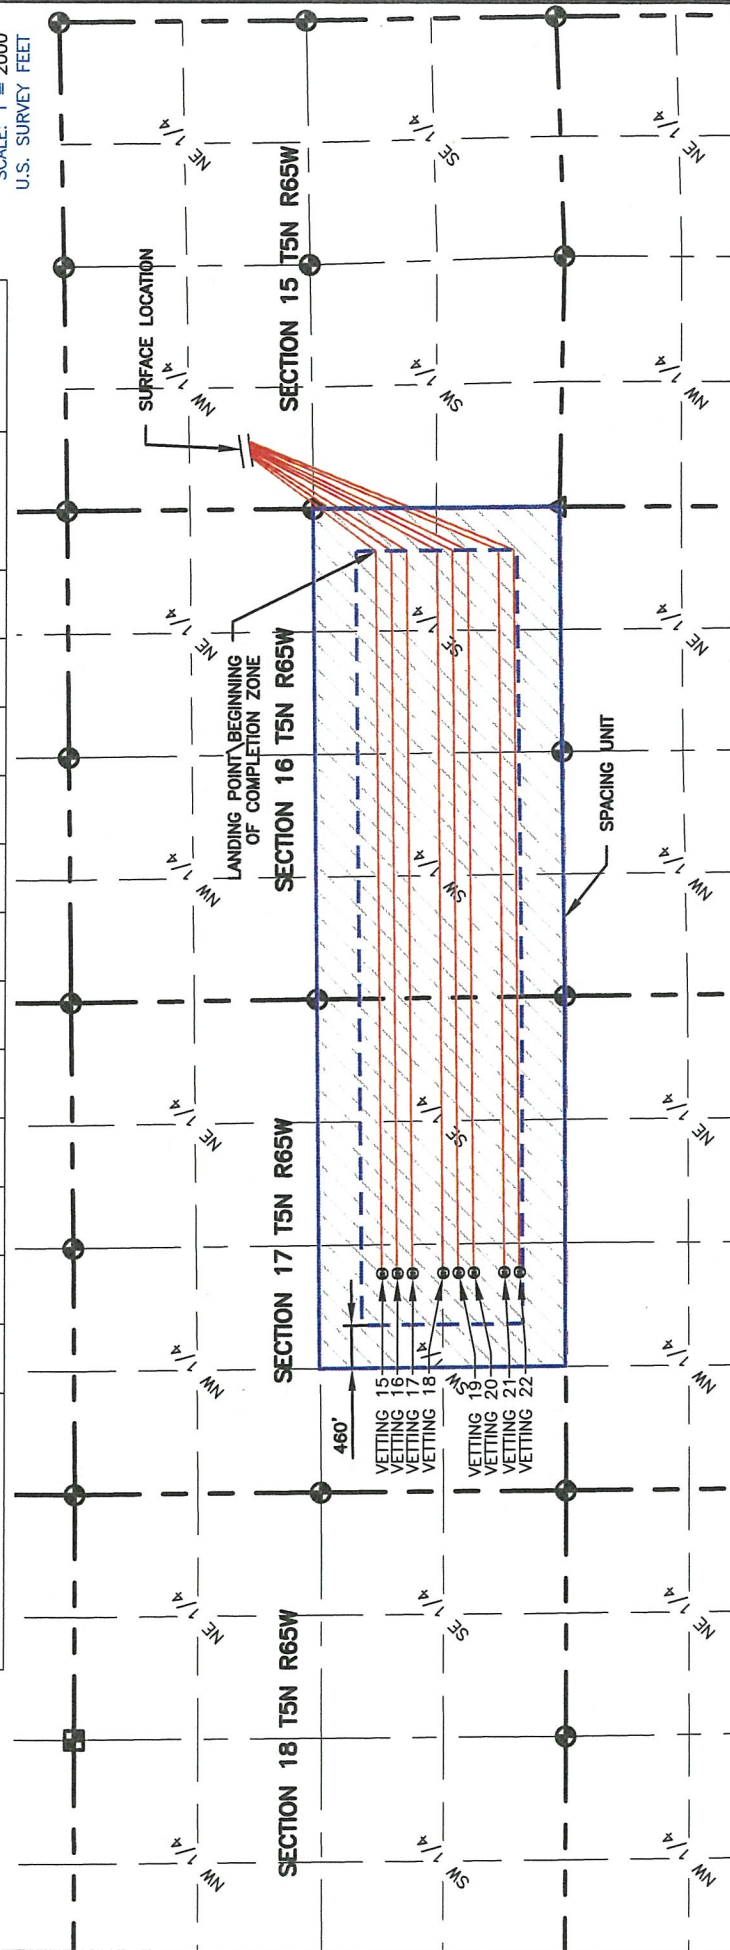 SCALE: 1" = 2000'
U.S. SURVEY FEET
SURFACE LOCATION
NW 1/4
NE 1/4
NW 1/4
NE 1/4
NW 1/4
NE 1/4
NW 1/4
NE 1/4
LANDING POINT\BEGINNING
OF COMPLETION ZONE
SECTION 18 T5N R65W
SECTION 17 T5N R65W
SECTION 16 T5N R65W
SECTION 15 T5N R65W
460'
VETTING 15
VETTING 16
VETTING 17
VETTING 18
VETTING 19
VETTING 20
VETTING 21
VETTING 22
SW 1/4
SE 1/4
SW 1/4
SE 1/4
SW 1/4
SE 1/4
SW 1/4
SE 1/4
SPACING UNIT
NW 1/4
NE 1/4
NW 1/4
NE 1/4
NW 1/4
NE 1/4
NW 1/4
NE 1/4